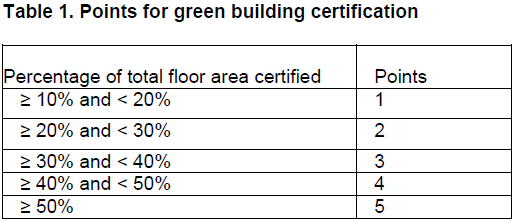 Table 1. Points for green building certification
Percentage of total floor area certified Points
≥ 10% and < 20% 1
≥ 20% and < 30% 2
≥ 30% and < 40% 3
≥ 40% and < 50% 4
≥ 50% 5